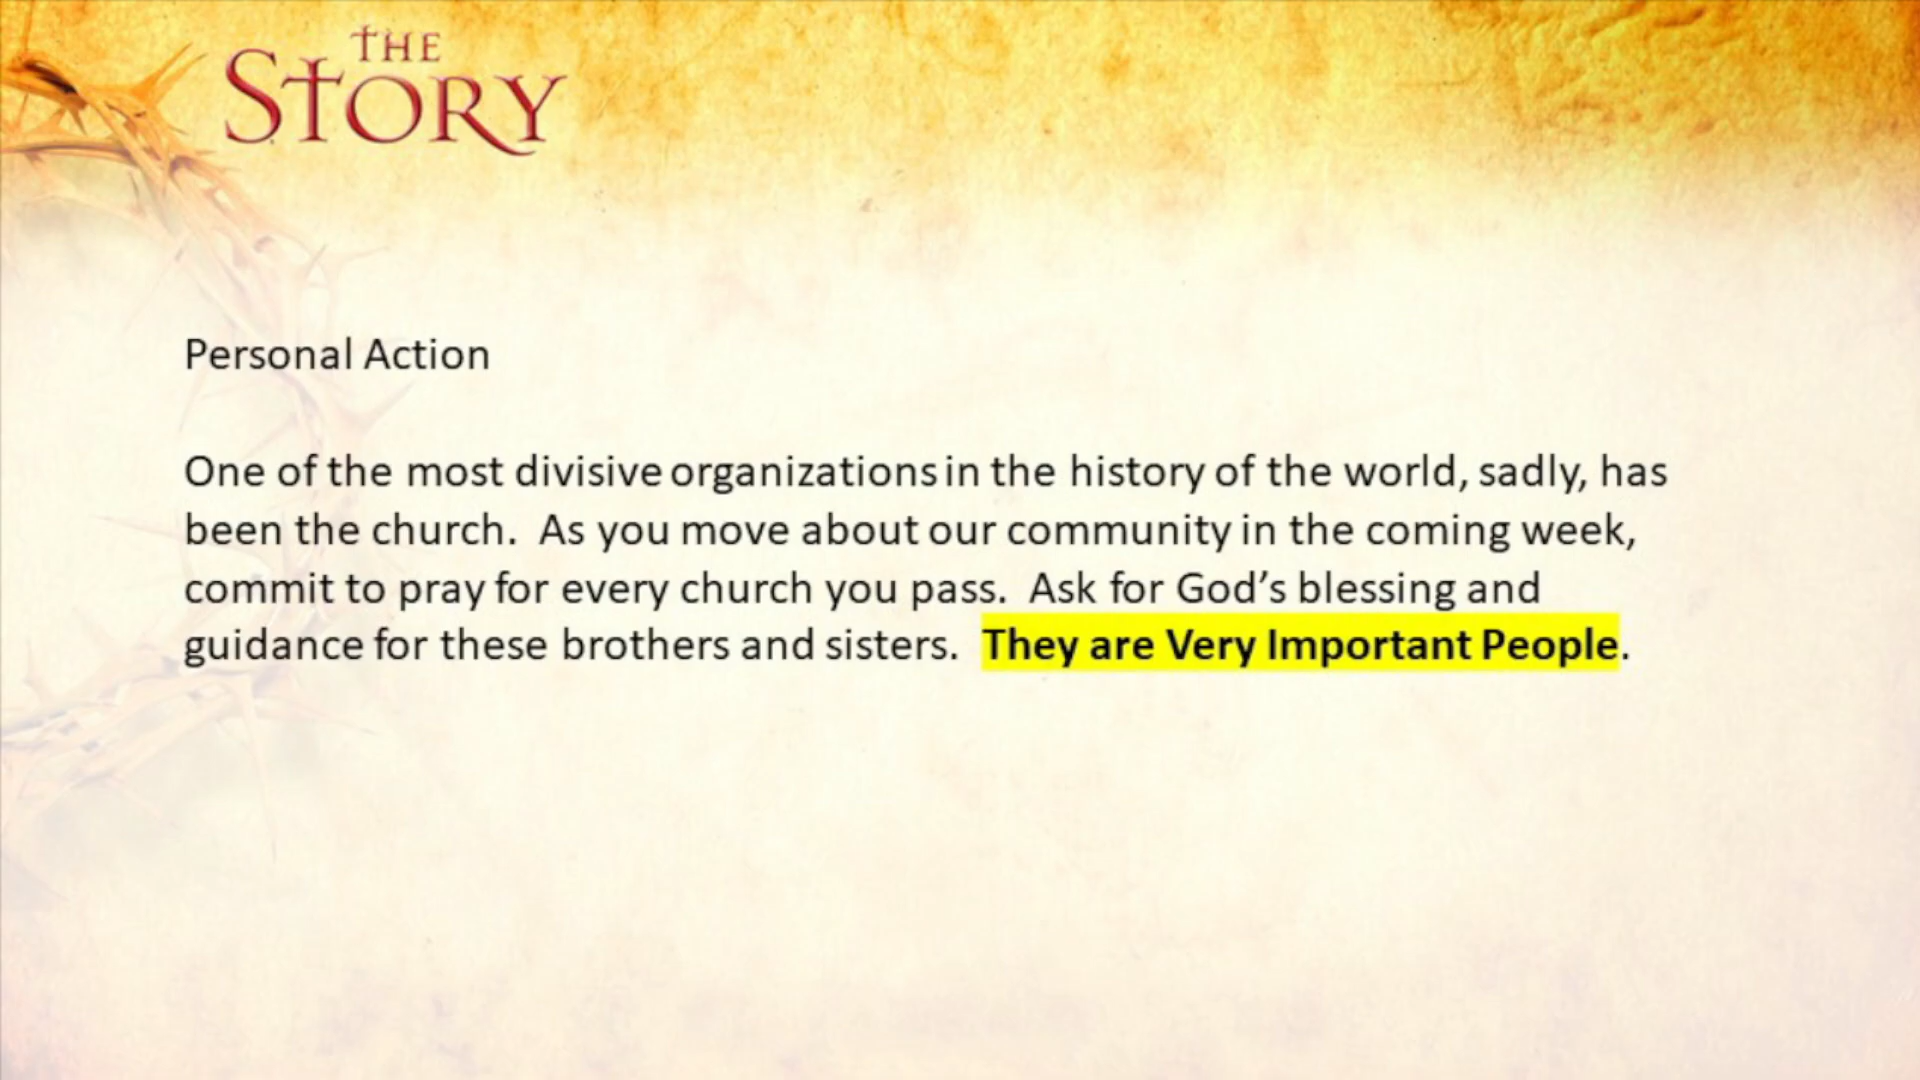 THE
STORY
Personal Action
One of the most divisive organizations in the history of the world, sadly, has
been the church.  As you move about our community in the coming week,
commit to pray for every church you pass.  Ask for God’s blessing and
guidance for these brothers and sisters.  They are Very Important People.